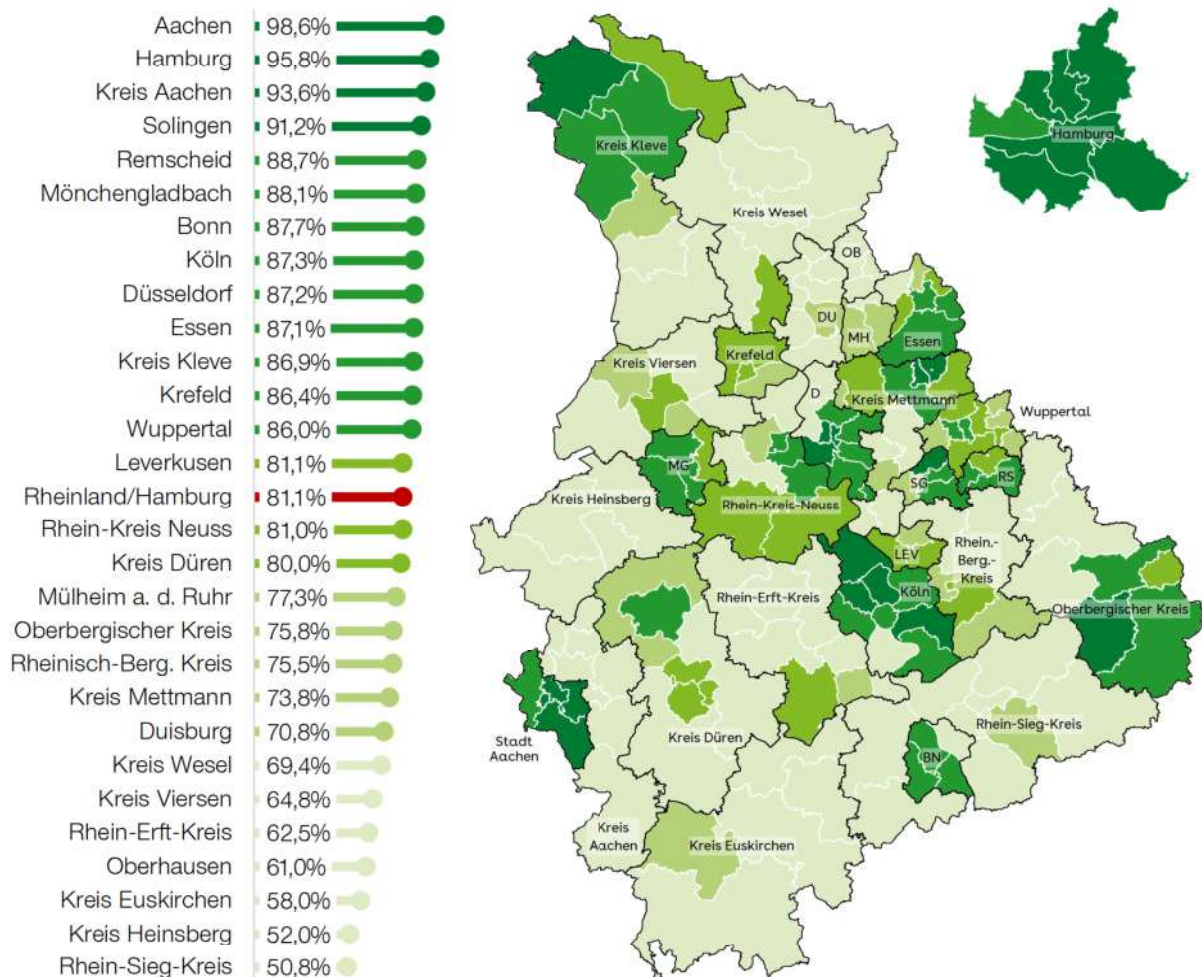 Aachen 98,6%
Hamburg 95,8%
Kreis Aachen 93,6%
Solingen 91,2%
Remscheid 88,7%
Mönchengladbach 88,1%
Bonn 87,7%
Köln 87,3%
Düsseldorf 87,2%
Essen 87,1%
Kreis Kleve 86,9%
Krefeld 86,4%
Wuppertal 86,0%
Leverkusen 81,1%
Rheinland/Hamburg 81,1%
Rhein-Kreis Neuss 81,0%
Kreis Düren 80,0%
Mülheim a. d. Ruhr 77,3%
Oberbergischer Kreis 75,8%
Rheinisch-Berg. Kreis 75,5%
Kreis Mettmann 73,8%
Duisburg 70,8%
Kreis Wesel 69,4%
Kreis Viersen 64,8%
Rhein-Erft-Kreis 62,5%
Oberhausen 61,0%
Kreis Euskirchen 58,0%
Kreis Heinsberg 52,0%
Rhein-Sieg-Kreis 50,8%
Hamburg
Kreis Kleve
Kreis Wesel
OB
DU
MH
Essen
Krefeld
Kreis Viersen
D
Kreis Mettmann
Wuppertal
MG
SG
RS
Kreis Heinsberg
Rhein-Kreis-Neuss
LEV
Rhein.-
Berg.-
Kreis
Rhein-Erft-Kreis
Köln
Oberbergischer Kreis
Stadt
Aachen
Kreis Düren
Rhein-Sieg-Kreis
BN
Kreis
Aachen
Kreis Euskirchen